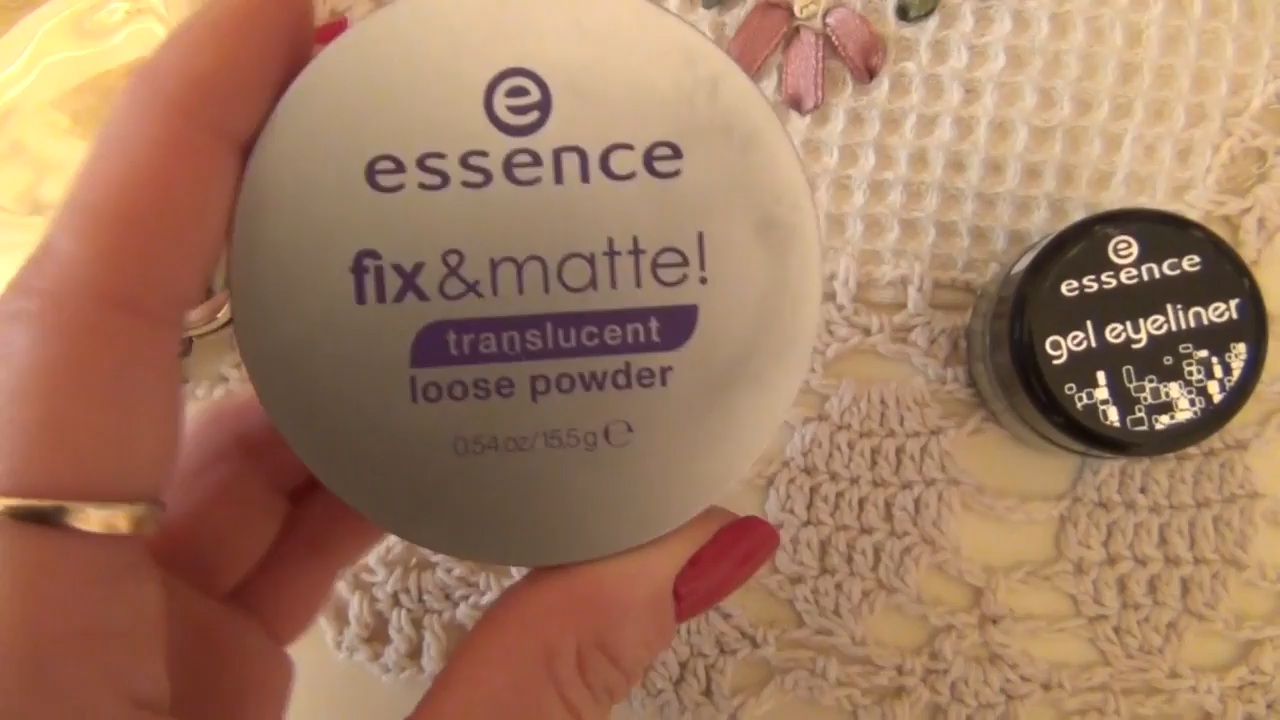 e
essence
fix&matte!
translucent
loose powder
0.54 oz/15.5g ℮
e
essence
gel eyeliner